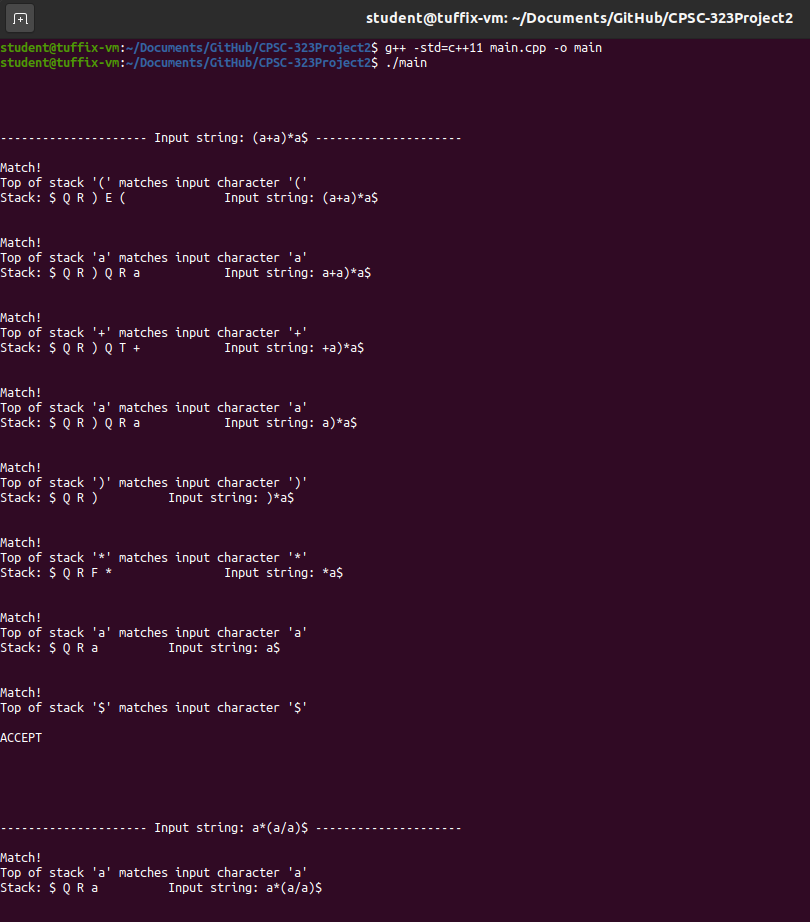 student@tuffix-vm: ~/Documents/GitHub/CPSC-323Project2
student@tuffix-vm:~/Documents/GitHub/CPSC-323Project2$ g++ -std=c++11 main.cpp -o main
student@tuffix-vm:~/Documents/GitHub/CPSC-323Project2$ ./main
--------------------- Input string: (a+a)*a$ ---------------------
Match!
Top of stack '(' matches input character '('
Stack: $ Q R ) E (              Input string: (a+a)*a$
Match!
Top of stack 'a' matches input character 'a'
Stack: $ Q R ) Q R a            Input string: a+a)*a$
Match!
Top of stack '+' matches input character '+'
Stack: $ Q R ) Q T +            Input string: +a)*a$
Match!
Top of stack 'a' matches input character 'a'
Stack: $ Q R ) Q R a            Input string: a)*a$
Match!
Top of stack ')' matches input character ')'
Stack: $ Q R )          Input string: )*a$
Match!
Top of stack '*' matches input character '*'
Stack: $ Q R F *                Input string: *a$
Match!
Top of stack 'a' matches input character 'a'
Stack: $ Q R a          Input string: a$
Match!
Top of stack '$' matches input character '$'
ACCEPT
--------------------- Input string: a*(a/a)$ ---------------------
Match!
Top of stack 'a' matches input character 'a'
Stack: $ Q R a          Input string: a*(a/a)$